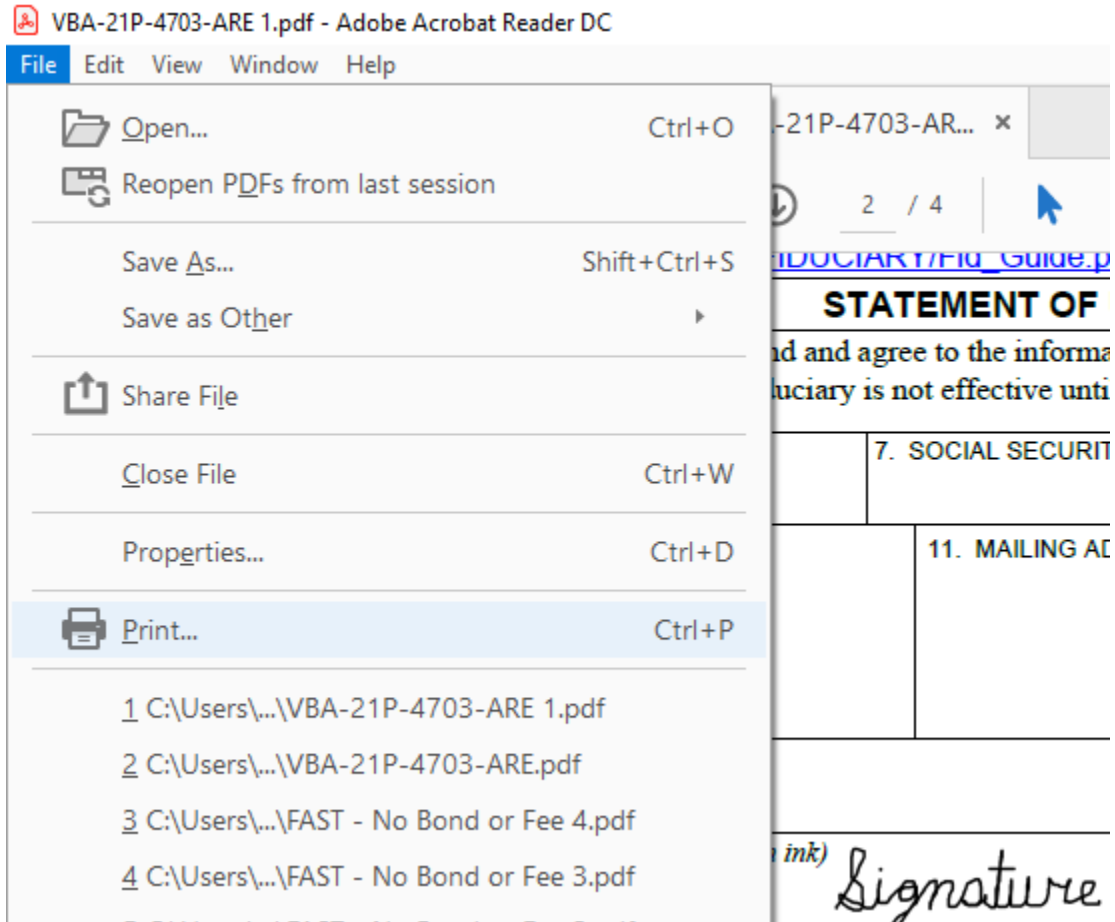 VBA-21P-4703-ARE 1.pdf - Adobe Acrobat Reader DC
File Edit View Window Help
Open... Ctrl+O
Reopen PDFs from last session
Save As... Shift+Ctrl+S
Save as Other
Share File
Close File Ctrl+W
Properties... Ctrl+D
Print... Ctrl+P
1 C:\Users\...\VBA-21P-4703-ARE 1.pdf
2 C:\Users\...\VBA-21P-4703-ARE.pdf
3 C:\Users\...\FAST - No Bond or Fee 4.pdf
4 C:\Users\...\FAST - No Bond or Fee 3.pdf
-21P-4703-AR... ×
2 / 4
FIDUCIARY/Fid_Guide.p
STATEMENT OF
nd and agree to the informa
duciary is not effective unti
7. SOCIAL SECURIT
11. MAILING AD
n ink)
Signature